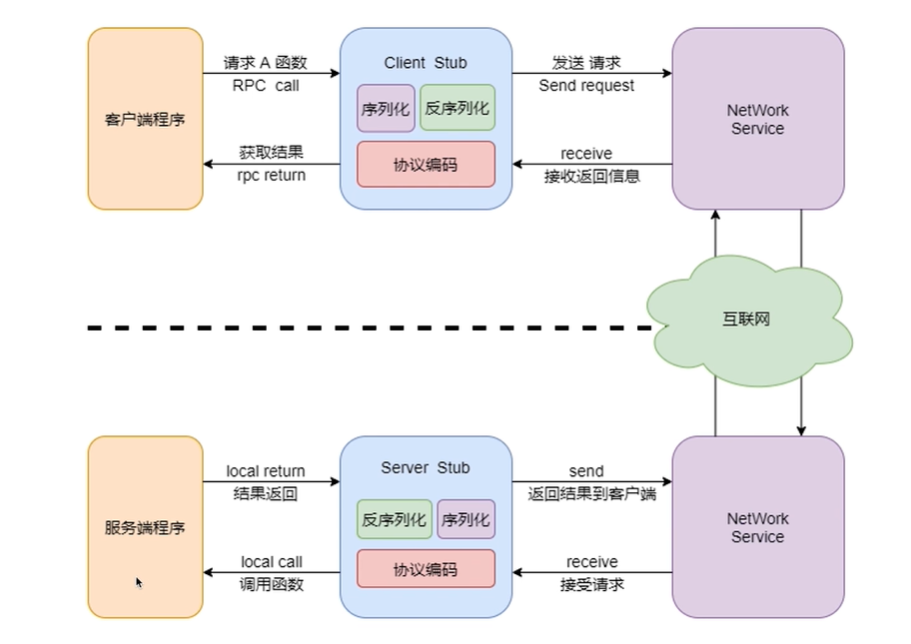 客户端程序
请求 A 函数
RPC call
获取结果
rpc return
Client Stub
序列化
反序列化
协议编码
发送 请求
Send request
receive
接收返回信息
NetWork
Service
互联网
服务端程序
local return
结果返回
local call
调用函数
Server Stub
反序列化
序列化
协议编码
send
返回结果到客户端
receive
接受请求
NetWork
Service